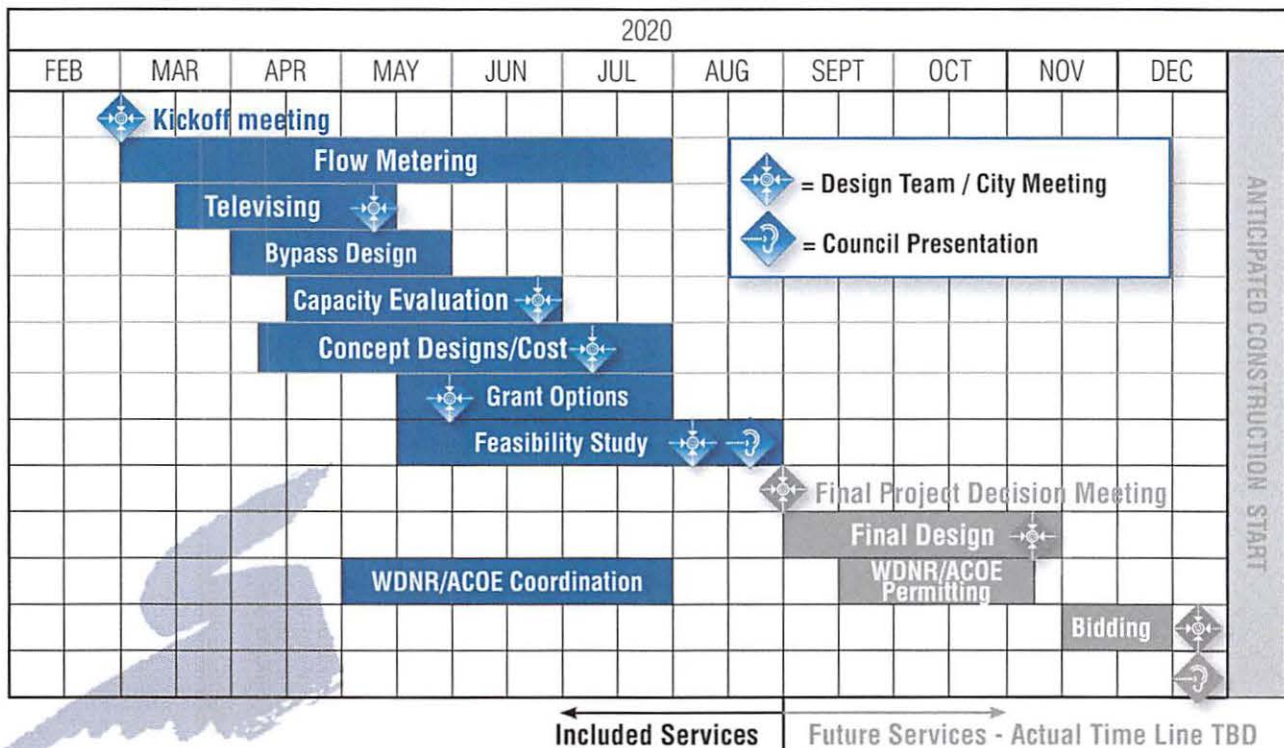 2020
FEB MAR APR MAY JUN JUL AUG SEPT OCT NOV DEC
Kickoff meeting
Flow Metering
= Design Team / City Meeting
Televising
= Council Presentation
Bypass Design
Capacity Evaluation
Concept Designs/Cost
Grant Options
Feasibility Study
Final Project Decision Meeting
Final Design
WDNR/ACOE Coordination
WDNR/ACOE
Permitting
Bidding
ANTICIPATED CONSTRUCTION START
Included Services
Future Services - Actual Time Line TBD